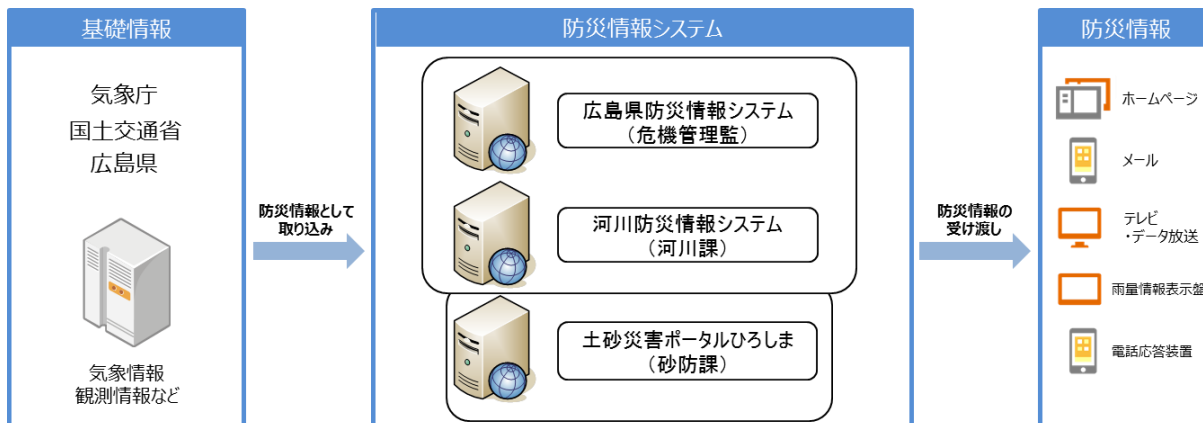 基礎情報
気象庁
国土交通省
広島県
気象情報
観測情報など
防災情報として
取り込み
防災情報システム
広島県防災情報システム
（危機管理監）
河川防災情報システム
（河川課）
土砂災害ポータルひろしま
（砂防課）
防災情報の
受け渡し
防災情報
ホームページ
メール
テレビ
・データ放送
雨量情報表示盤
電話応答装置